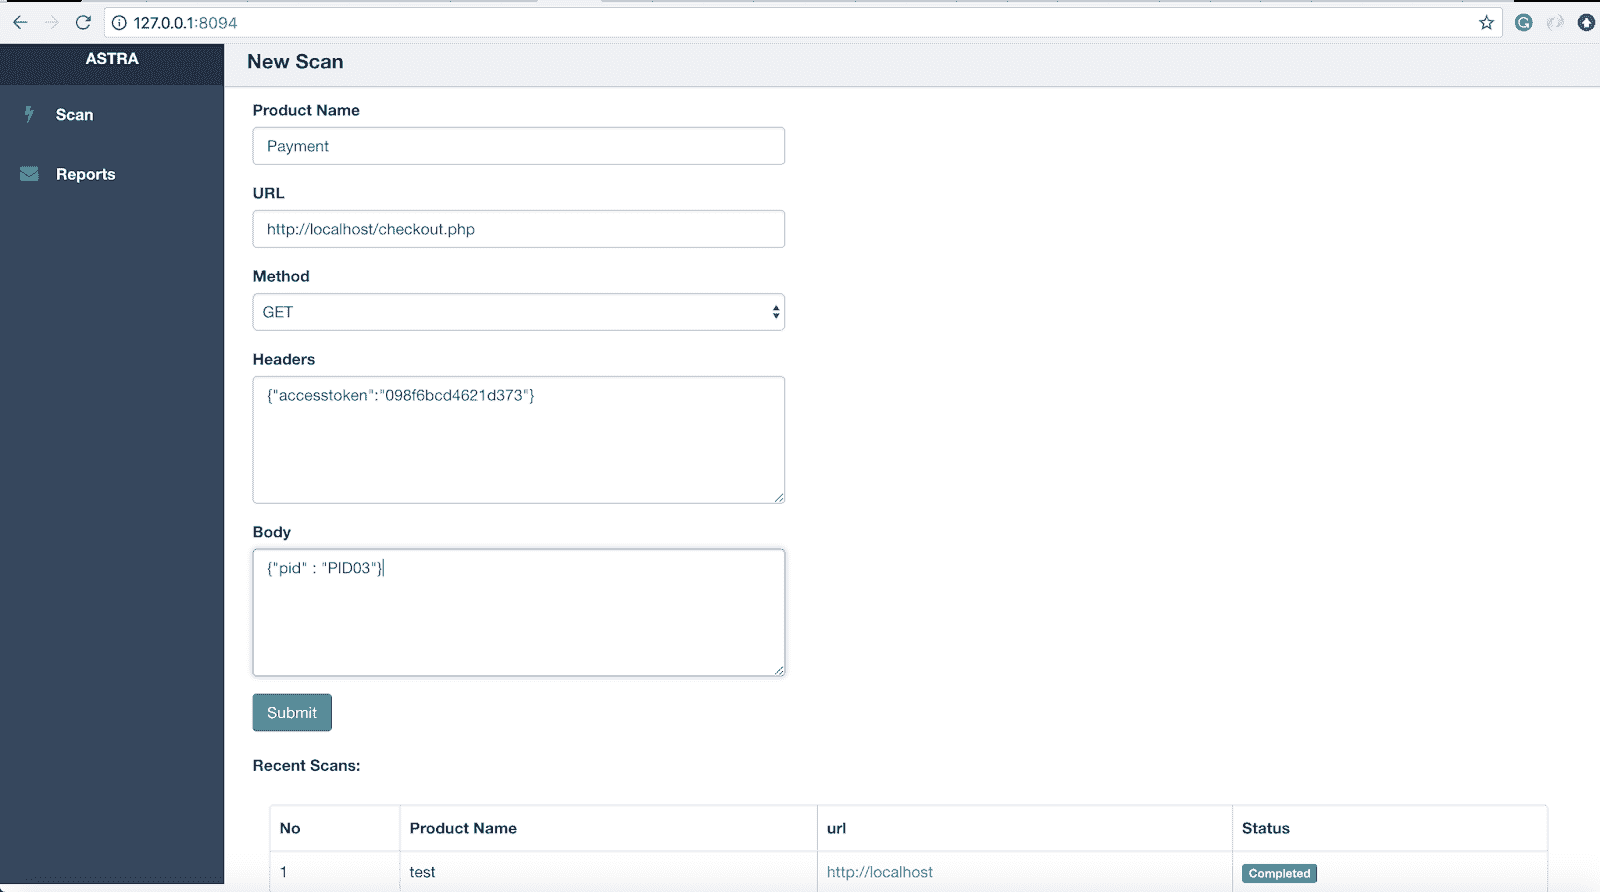 127.0.0.1:8094
ASTRA
New Scan
Scan
Reports
Product Name
Payment
URL
http://localhost/checkout.php
Method
GET
Headers
{"accesstoken":"098f6bcd4621d373"}
Body
{"pid" : "PID03"}
Submit
Recent Scans:
No Product Name url Status
1 test http://localhost Completed